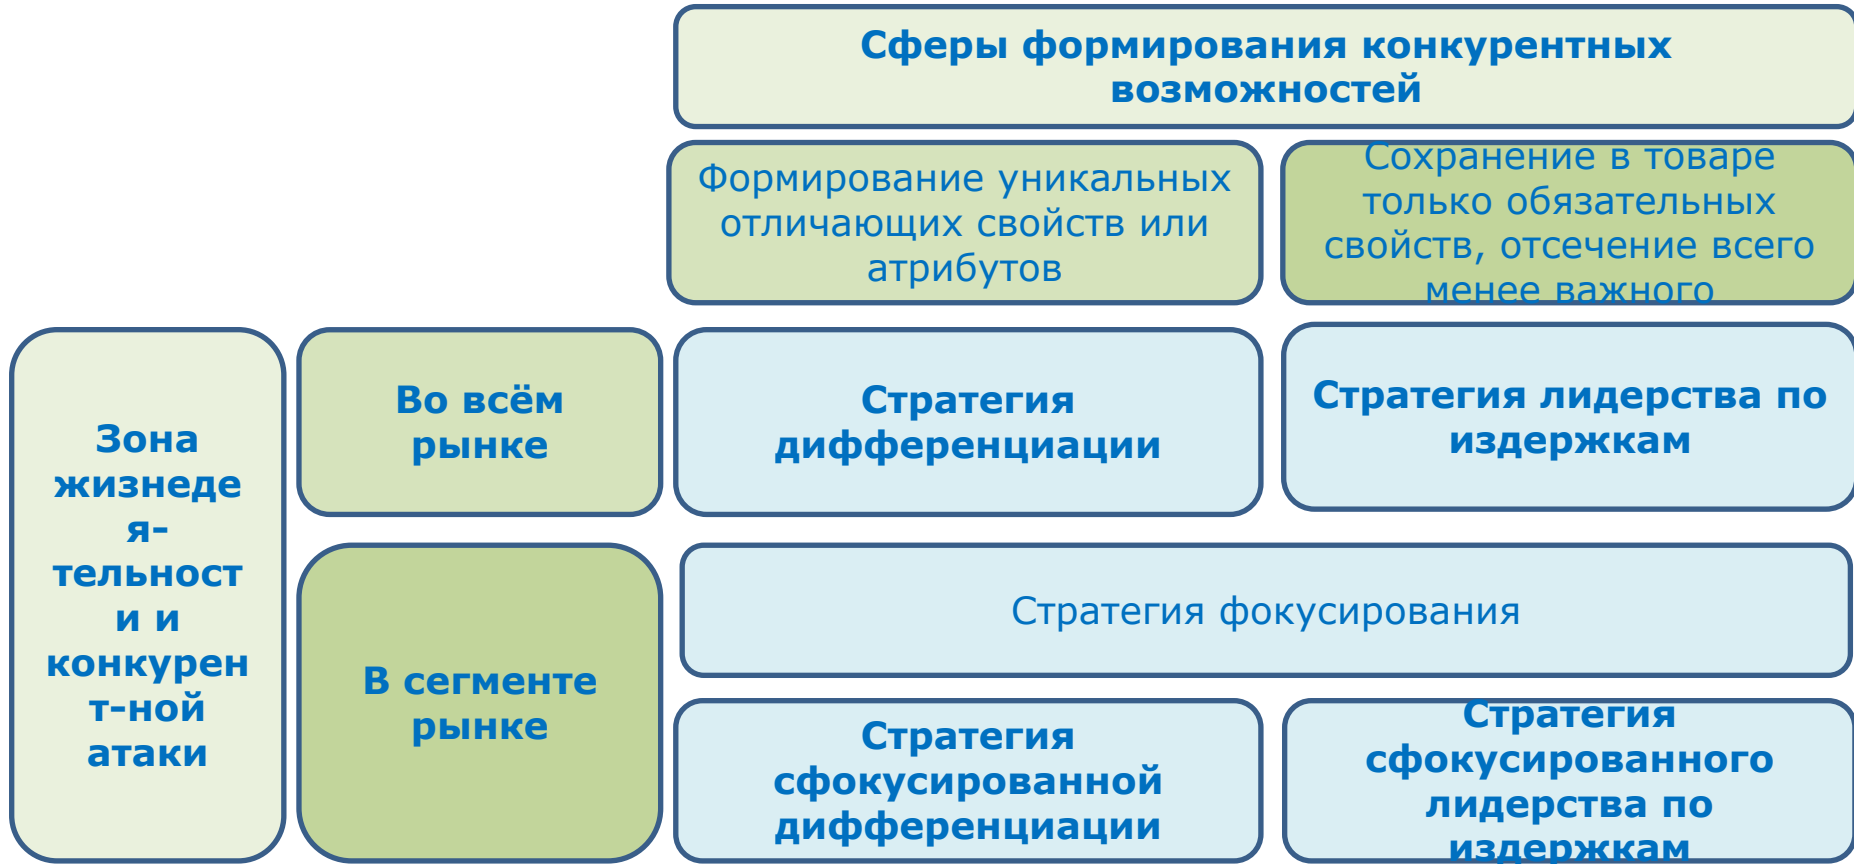 Сферы формирования конкурентных
возможностей
Формирование уникальных
отличающих свойств или
атрибутов
Сохранение в товаре
только обязательных
свойств, отсечение всего
менее важного
Зона
жизнеде
я-
тельност
и и
конкурен
т-ной
атаки
Во всём
рынке
Стратегия
дифференциации
Стратегия лидерства по
издержкам
В сегменте
рынке
Стратегия фокусирования
Стратегия
сфокусированной
дифференциации
Стратегия
сфокусированного
лидерства по
издержкам